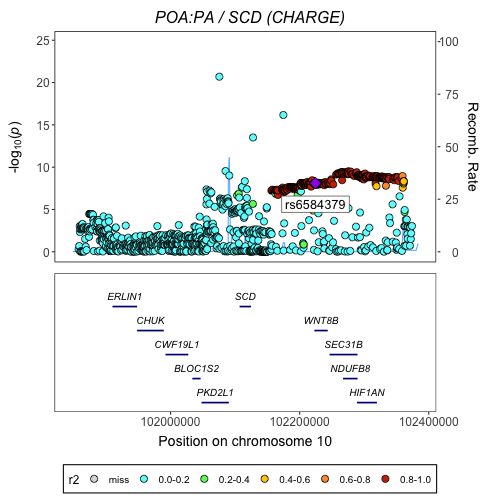 POA:PA / SCD (CHARGE)
25
20
15
10
5
0
-log10(p)
100
75
50
25
0
Recomb. Rate
rs6584379
ERLIN1
SCD
CHUK
WNT8B
CWF19L1
SEC31B
BLOC1S2
NDUFB8
PKD2L1
HIF1AN
102000000 102200000 102400000
Position on chromosome 10
r2 miss 0.0-0.2 0.2-0.4 0.4-0.6 0.6-0.8 0.8-1.0